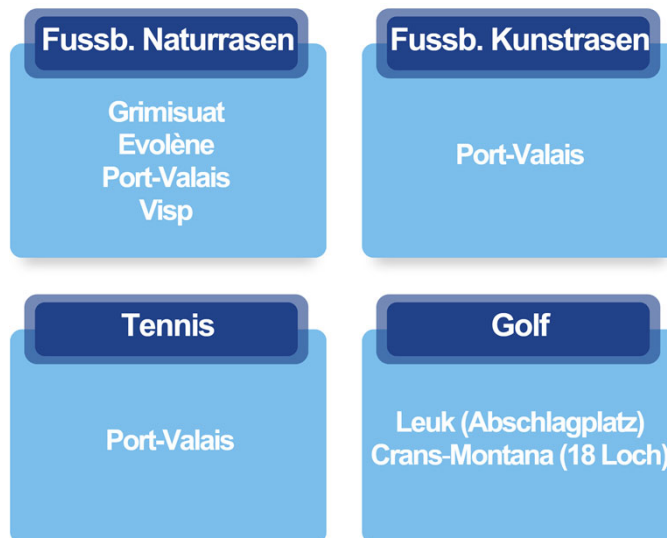 Fussb. Naturrasen
Grimisuat
Evolène
Port-Valais
Visp
Fussb. Kunstrasen
Port-Valais
Tennis
Port-Valais
Golf
Leuk (Abschlagplatz)
Crans-Montana (18 Loch)